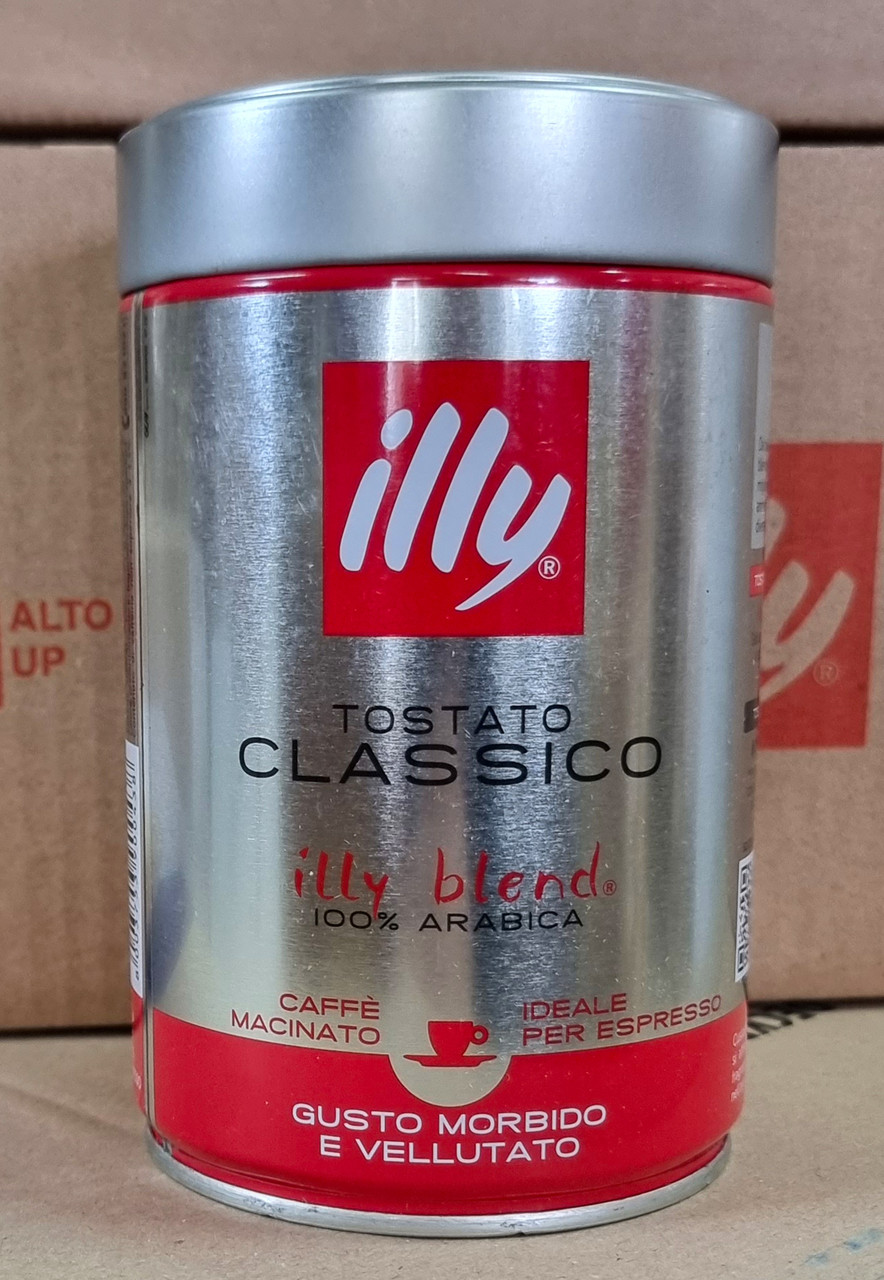 illy®
TOSTATO
CLASSICO
illy blend®
100% ARABICA
CAFFÈ
MACINATO
IDEALE
PER ESPRESSO
GUSTO MORBIDO
E VELLUTATO
ALTO
UP
y®